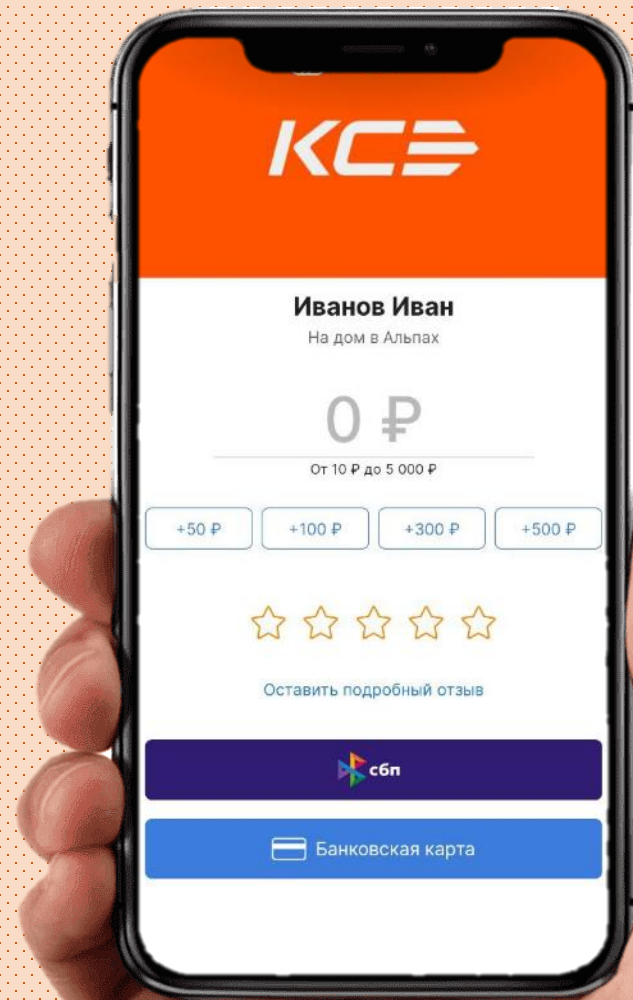 КСЭ
Иванов Иван
На дом в Альпах
0 ₽
От 10 ₽ до 5 000 ₽
+50 ₽ +100 ₽ +300 ₽ +500 ₽
Оставить подробный отзыв
сбп
Банковская карта